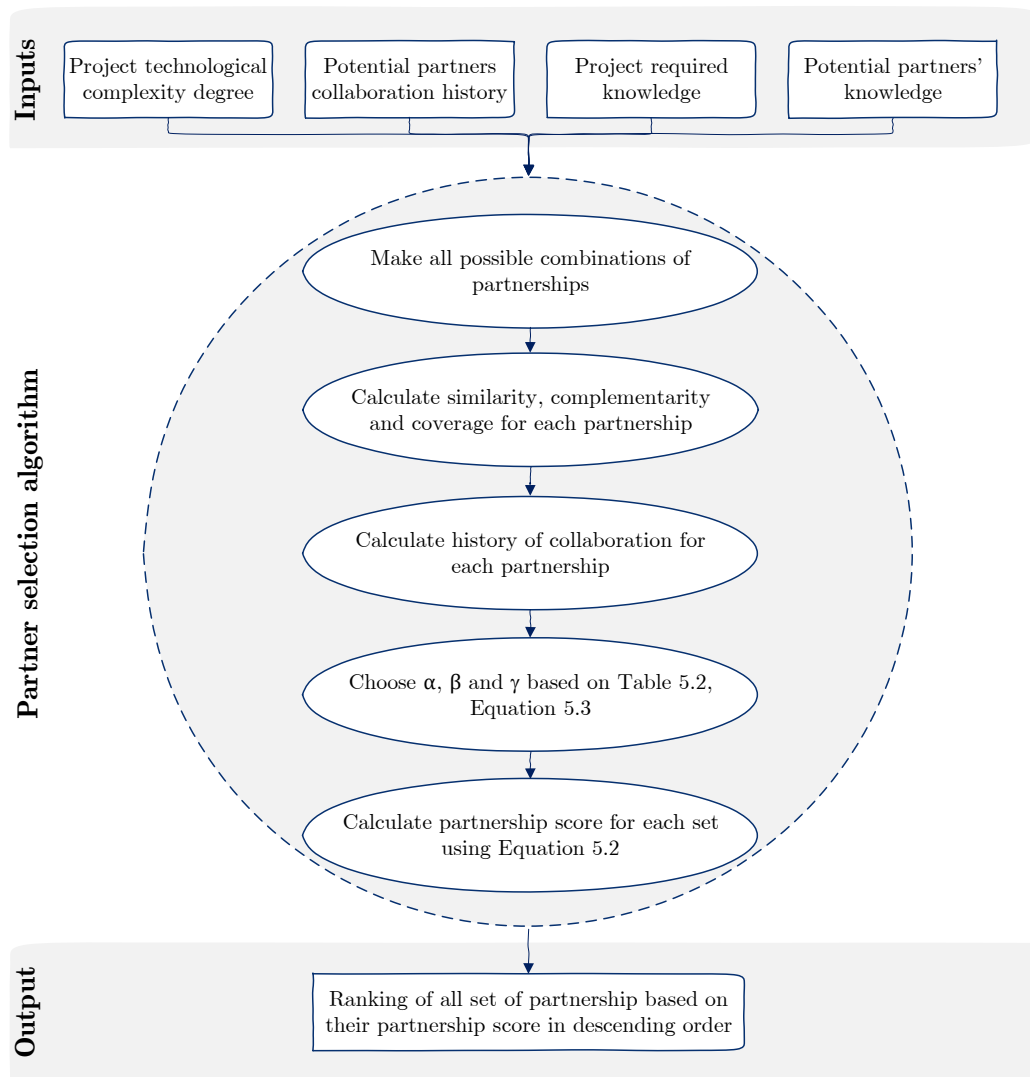 Inputs
Project technological
complexity degree
Potential partners
collaboration history
Project required
knowledge
Potential partners’
knowledge
Partner selection algorithm
Make all possible combinations of
partnerships
Calculate similarity, complementarity
and coverage for each partnership
Calculate history of collaboration for
each partnership
Choose α, β and γ based on Table 5.2,
Equation 5.3
Calculate partnership score for each set
using Equation 5.2
Output
Ranking of all set of partnership based on
their partnership score in descending order